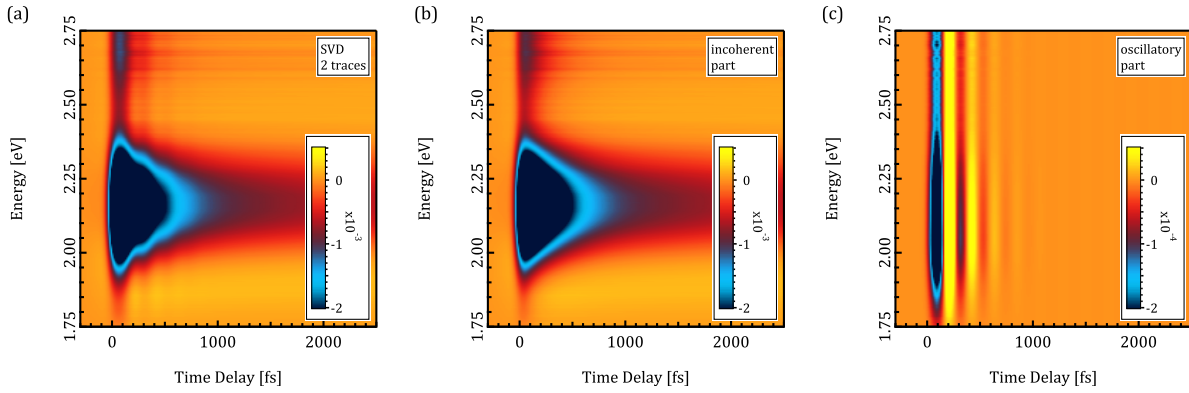 (a)
SVD
2 traces
2.75
2.50
2.25
2.00
1.75
Energy [eV]
0
-1
-2
x10⁻³
0
1000
2000
Time Delay [fs]
(b)
incoherent
part
2.75
2.50
2.25
2.00
1.75
Energy [eV]
0
-1
-2
x10⁻³
0
1000
2000
Time Delay [fs]
(c)
oscillatory
part
2.75
2.50
2.25
2.00
1.75
Energy [eV]
0
-1
-2
x10⁻⁴
0
1000
2000
Time Delay [fs]